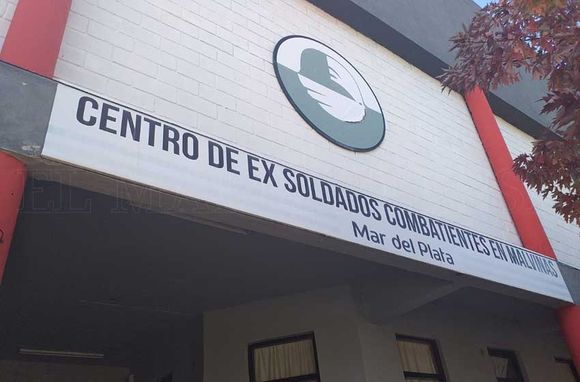 CENTRO DE EX SOLDADOS COMBATIENTES EN MALVINAS
Mar del Plata